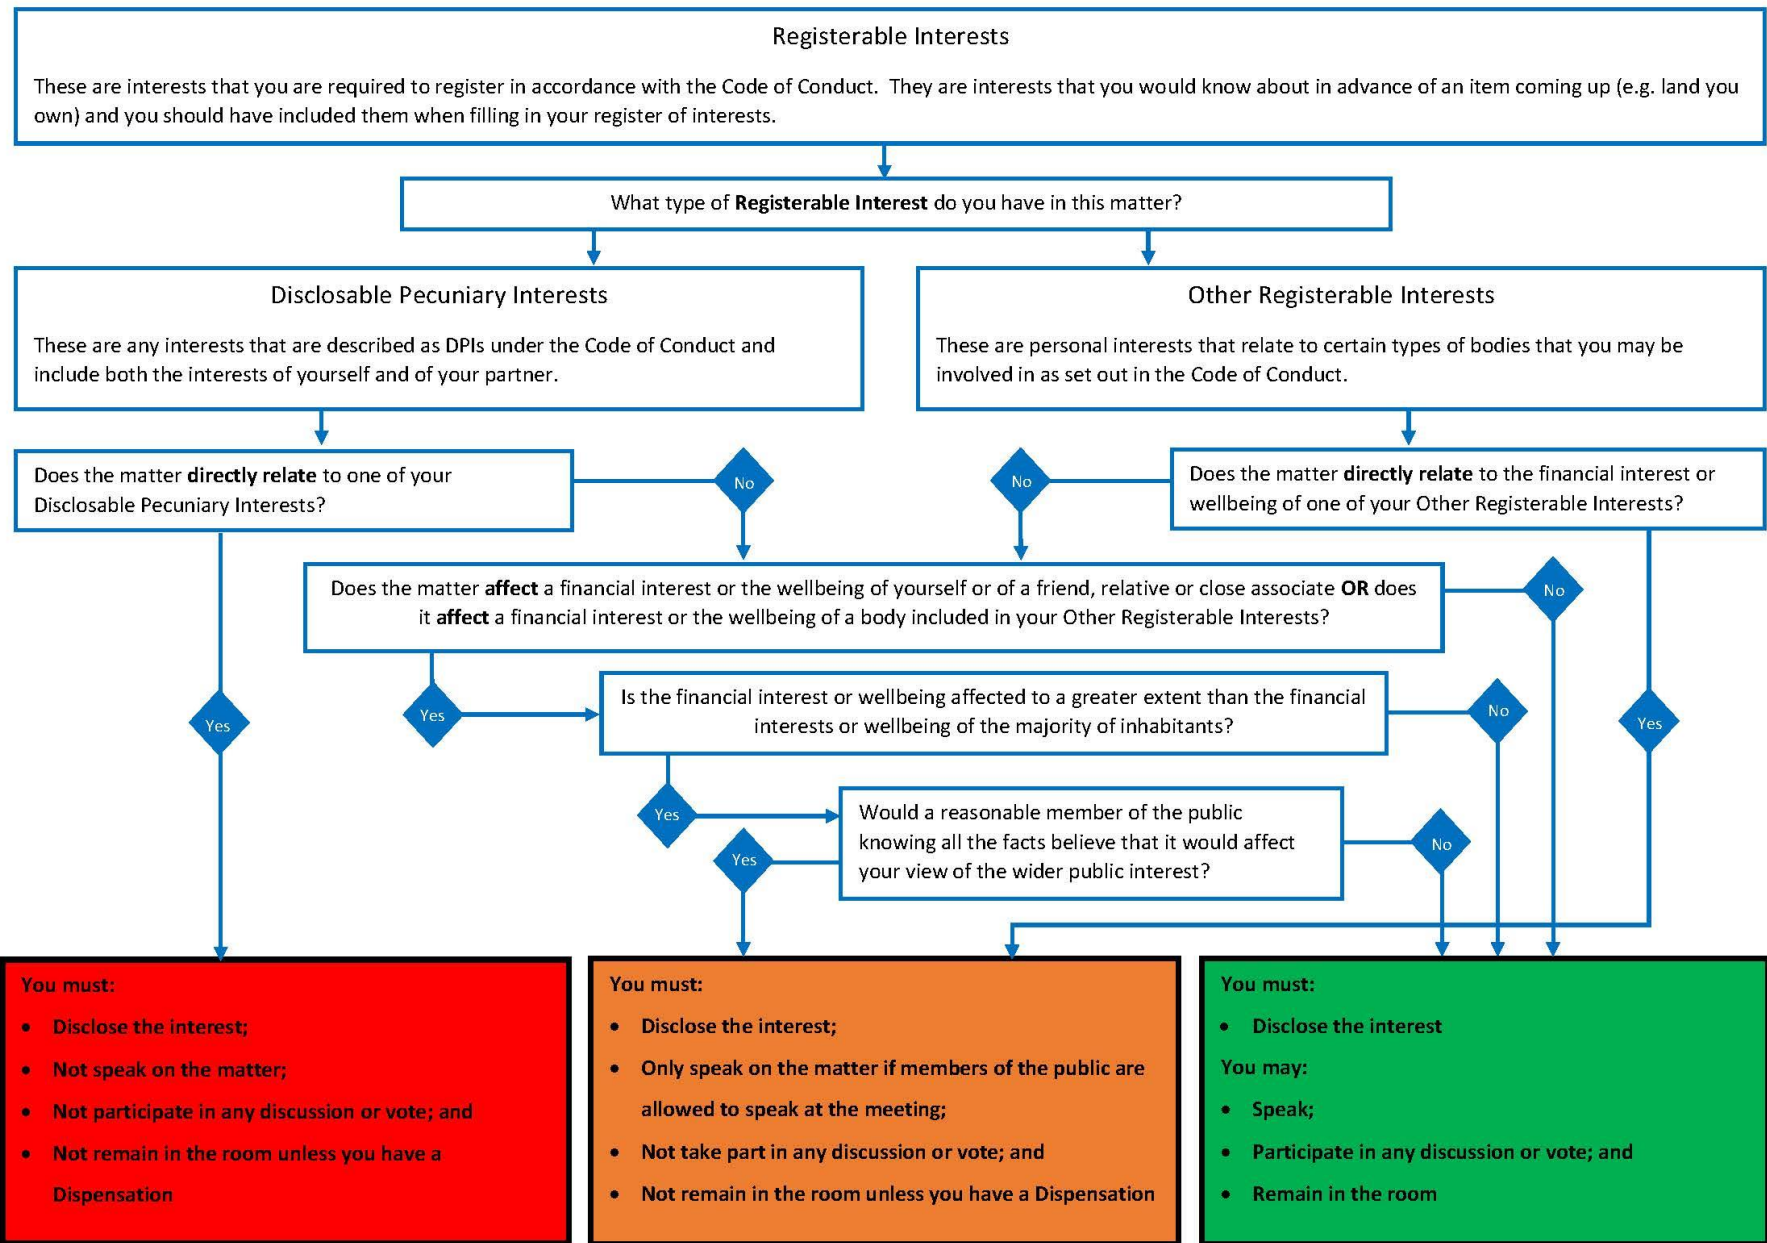 Registerable Interests
These are interests that you are required to register in accordance with the Code of Conduct.  They are interests that you would know about in advance of an item coming up (e.g. land you
own) and you should have included them when filling in your register of interests.
What type of Registerable Interest do you have in this matter?
Disclosable Pecuniary Interests
These are any interests that are described as DPIs under the Code of Conduct and
include both the interests of yourself and of your partner.
Other Registerable Interests
These are personal interests that relate to certain types of bodies that you may be
involved in as set out in the Code of Conduct.
Does the matter directly relate to one of your
Disclosable Pecuniary Interests?
No
No
Does the matter directly relate to the financial interest or
wellbeing of one of your Other Registerable Interests?
Does the matter affect a financial interest or the wellbeing of yourself or of a friend, relative or close associate OR does
it affect a financial interest or the wellbeing of a body included in your Other Registerable Interests?
No
Yes
Yes
Is the financial interest or wellbeing affected to a greater extent than the financial
interests or wellbeing of the majority of inhabitants?
No
Yes
Yes
Would a reasonable member of the public
knowing all the facts believe that it would affect
your view of the wider public interest?
Yes
No
You must:
• Disclose the interest;
• Not speak on the matter;
• Not participate in any discussion or vote; and
• Not remain in the room unless you have a
Dispensation
You must:
• Disclose the interest;
• Only speak on the matter if members of the public are
allowed to speak at the meeting;
• Not take part in any discussion or vote; and
• Not remain in the room unless you have a Dispensation
You must:
• Disclose the interest
You may:
• Speak;
• Participate in any discussion or vote; and
• Remain in the room